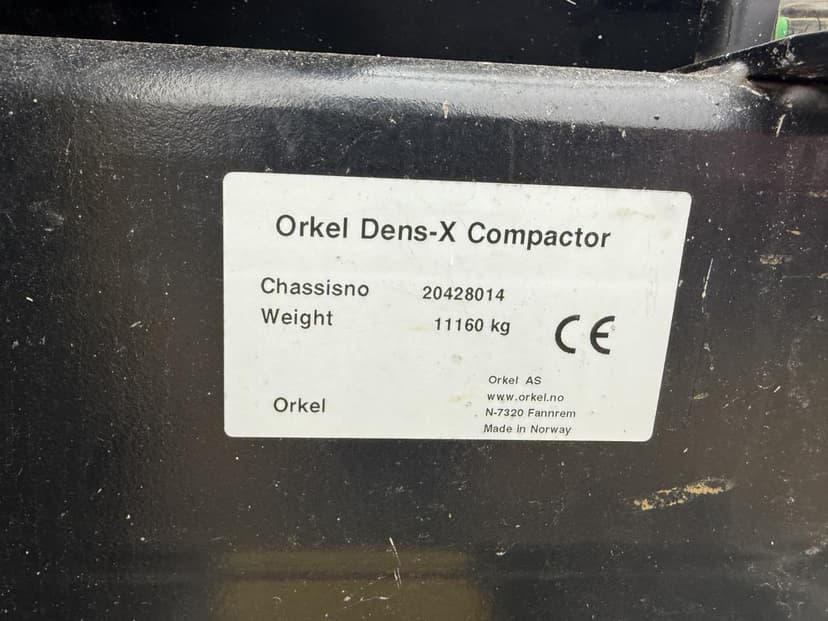 Orkel Dens-X Compactor
Chassisno 20428014
Weight 11160 kg
CE
Orkel AS
www.orkel.no
Orkel
N-7320 Fannrem
Made in Norway